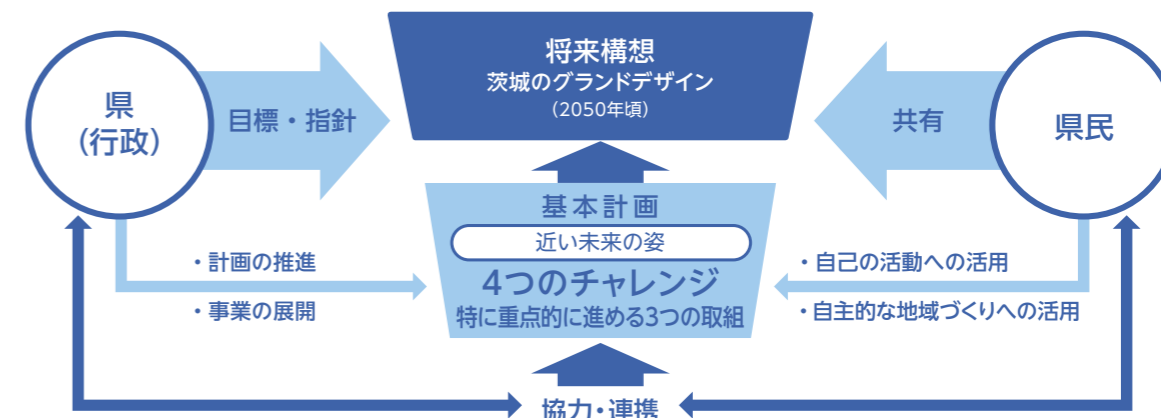 将来構想
茨城のグランドデザイン
（2050年頃）
県
（行政）
目標・指針
共有
県民
基本計画
近い未来の姿
4つのチャレンジ
特に重点的に進める3つの取組
・計画の推進
・事業の展開
・自己の活動への活用
・自主的な地域づくりへの活用
協力・連携